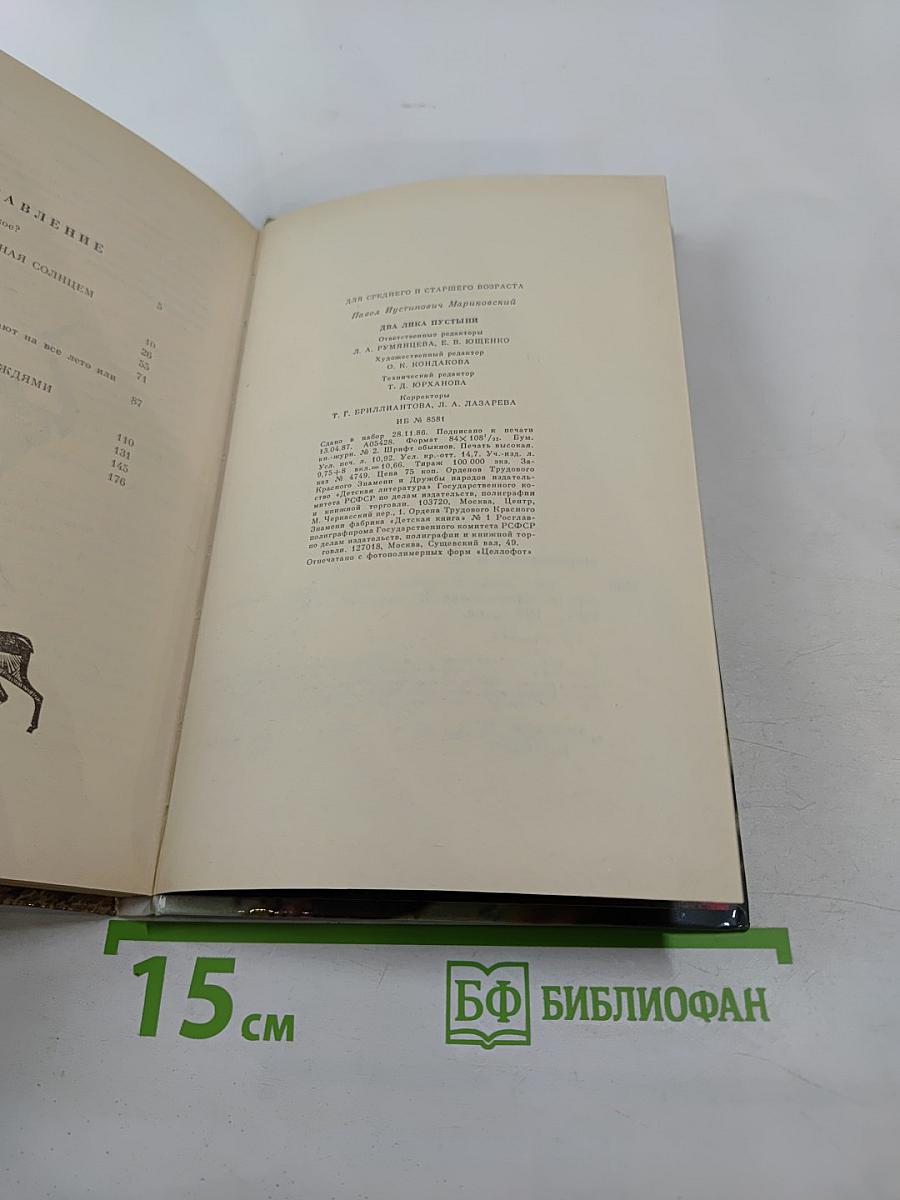 АВЛЕНИЕ
ое?
НАЯ СОЛНЦЕМ
5
10
26
55
ют на все лето или
71
ЖДЯМИ
87
110
131
145
176
ДЛЯ СРЕДНЕГО И СТАРШЕГО ВОЗРАСТА
Павел Иустинович Мариковский
ДВА ЛИКА ПУСТЫНИ
Ответственные редакторы
Л. А. РУМЯНЦЕВА, Е. В. ЮЩЕНКО
Художественный редактор
О. К. КОНДАКОВА
Технический редактор
Т. Д. ЮРХАНОВА
Корректоры
Т. Г. БРИЛЛИАНТОВА, Л. А. ЛАЗАРЕВА
ИБ № 8581
Сдано в набор 28.11.86. Подписано к печати
13.04.87. А05428. Формат 84×108¹/₃₂. Бум.
кн.-журн. № 2. Шрифт обыкнов. Печать высокая.
Усл. печ. л. 10,92. Усл. кр.-отт. 14,7. Уч.-изд. л.
9,75+8 вкл.=10,66. Тираж 100 000 экз. За-
каз № 4749. Цена 75 коп. Орденов Трудового
Красного Знамени и Дружбы народов издатель-
ство «Детская литература» Государственного ко-
митета РСФСР по делам издательств, полиграфии
и книжной торговли. 103720, Москва, Центр,
М. Черкасский пер., 1. Ордена Трудового Красного
Знамени фабрика «Детская книга» № 1 Росглав-
полиграфпрома Государственного комитета РСФСР
по делам издательств, полиграфии и книжной тор-
говли. 127018, Москва, Сущевский вал, 49.
Отпечатано с фотополимерных форм «Целлофот»
15 см
БФ БИБЛИОФАН